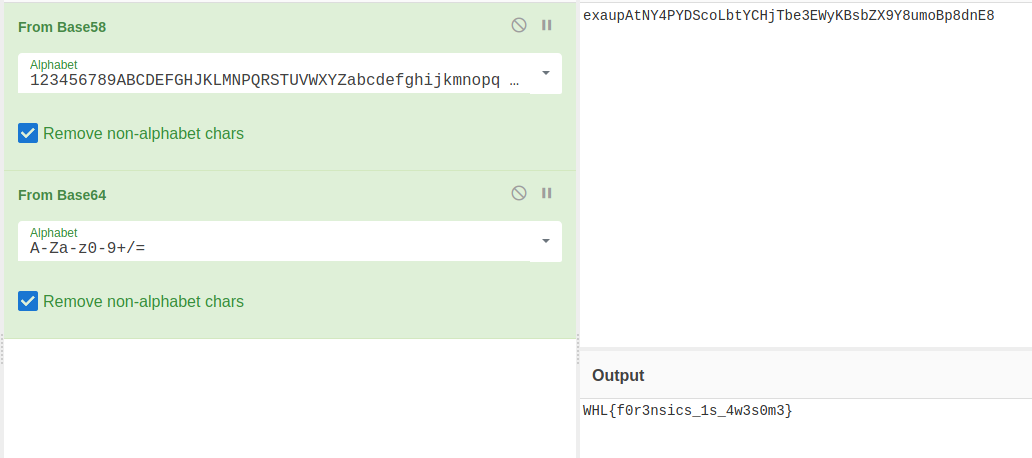 From Base58
Alphabet
123456789ABCDEFGHJKLMNPQRSTUVWXYZabcdefghijkmnopq …
Remove non-alphabet chars
From Base64
Alphabet
A-Za-z0-9+/=
Remove non-alphabet chars
exaupAtNY4PYDScoLbtYCHjTbe3EWyKBsbZX9Y8umoBp8dnE8
Output
WHL{f0r3nsics_1s_4w3s0m3}